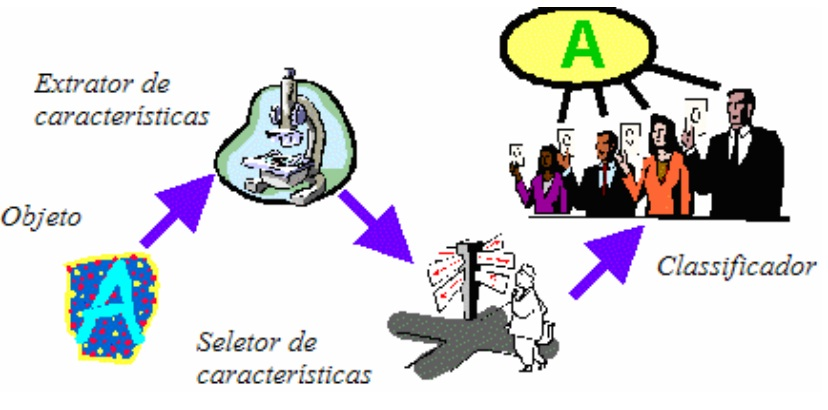 A
Extrator de
características
Objeto
A
Classificador
Seletor de
características